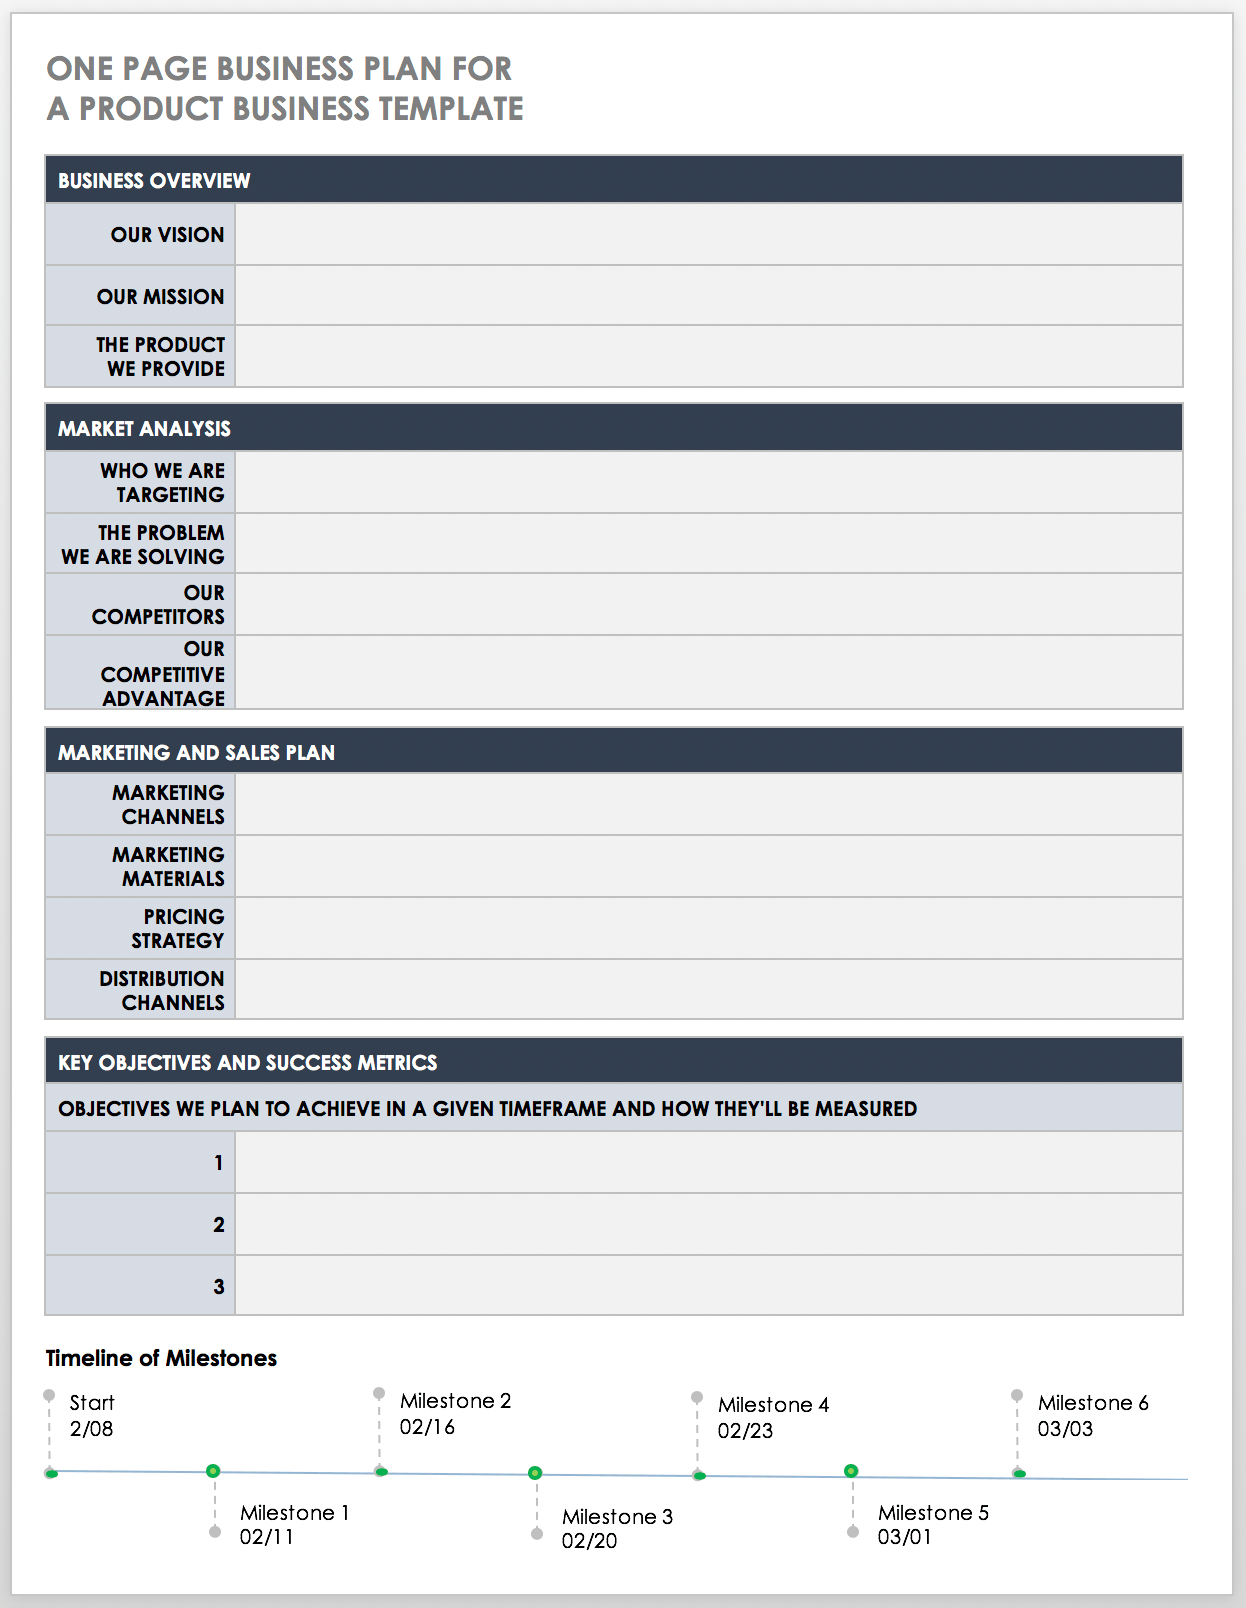 ONE PAGE BUSINESS PLAN FOR
A PRODUCT BUSINESS TEMPLATE
BUSINESS OVERVIEW
OUR VISION
OUR MISSION
THE PRODUCT
WE PROVIDE
MARKET ANALYSIS
WHO WE ARE
TARGETING
THE PROBLEM
WE ARE SOLVING
OUR
COMPETITORS
OUR
COMPETITIVE
ADVANTAGE
MARKETING AND SALES PLAN
MARKETING
CHANNELS
MARKETING
MATERIALS
PRICING
STRATEGY
DISTRIBUTION
CHANNELS
KEY OBJECTIVES AND SUCCESS METRICS
OBJECTIVES WE PLAN TO ACHIEVE IN A GIVEN TIMEFRAME AND HOW THEY'LL BE MEASURED
1
2
3
Timeline of Milestones
Start
2/08
Milestone 2
02/16
Milestone 4
02/23
Milestone 6
03/03
Milestone 1
02/11
Milestone 3
02/20
Milestone 5
03/01